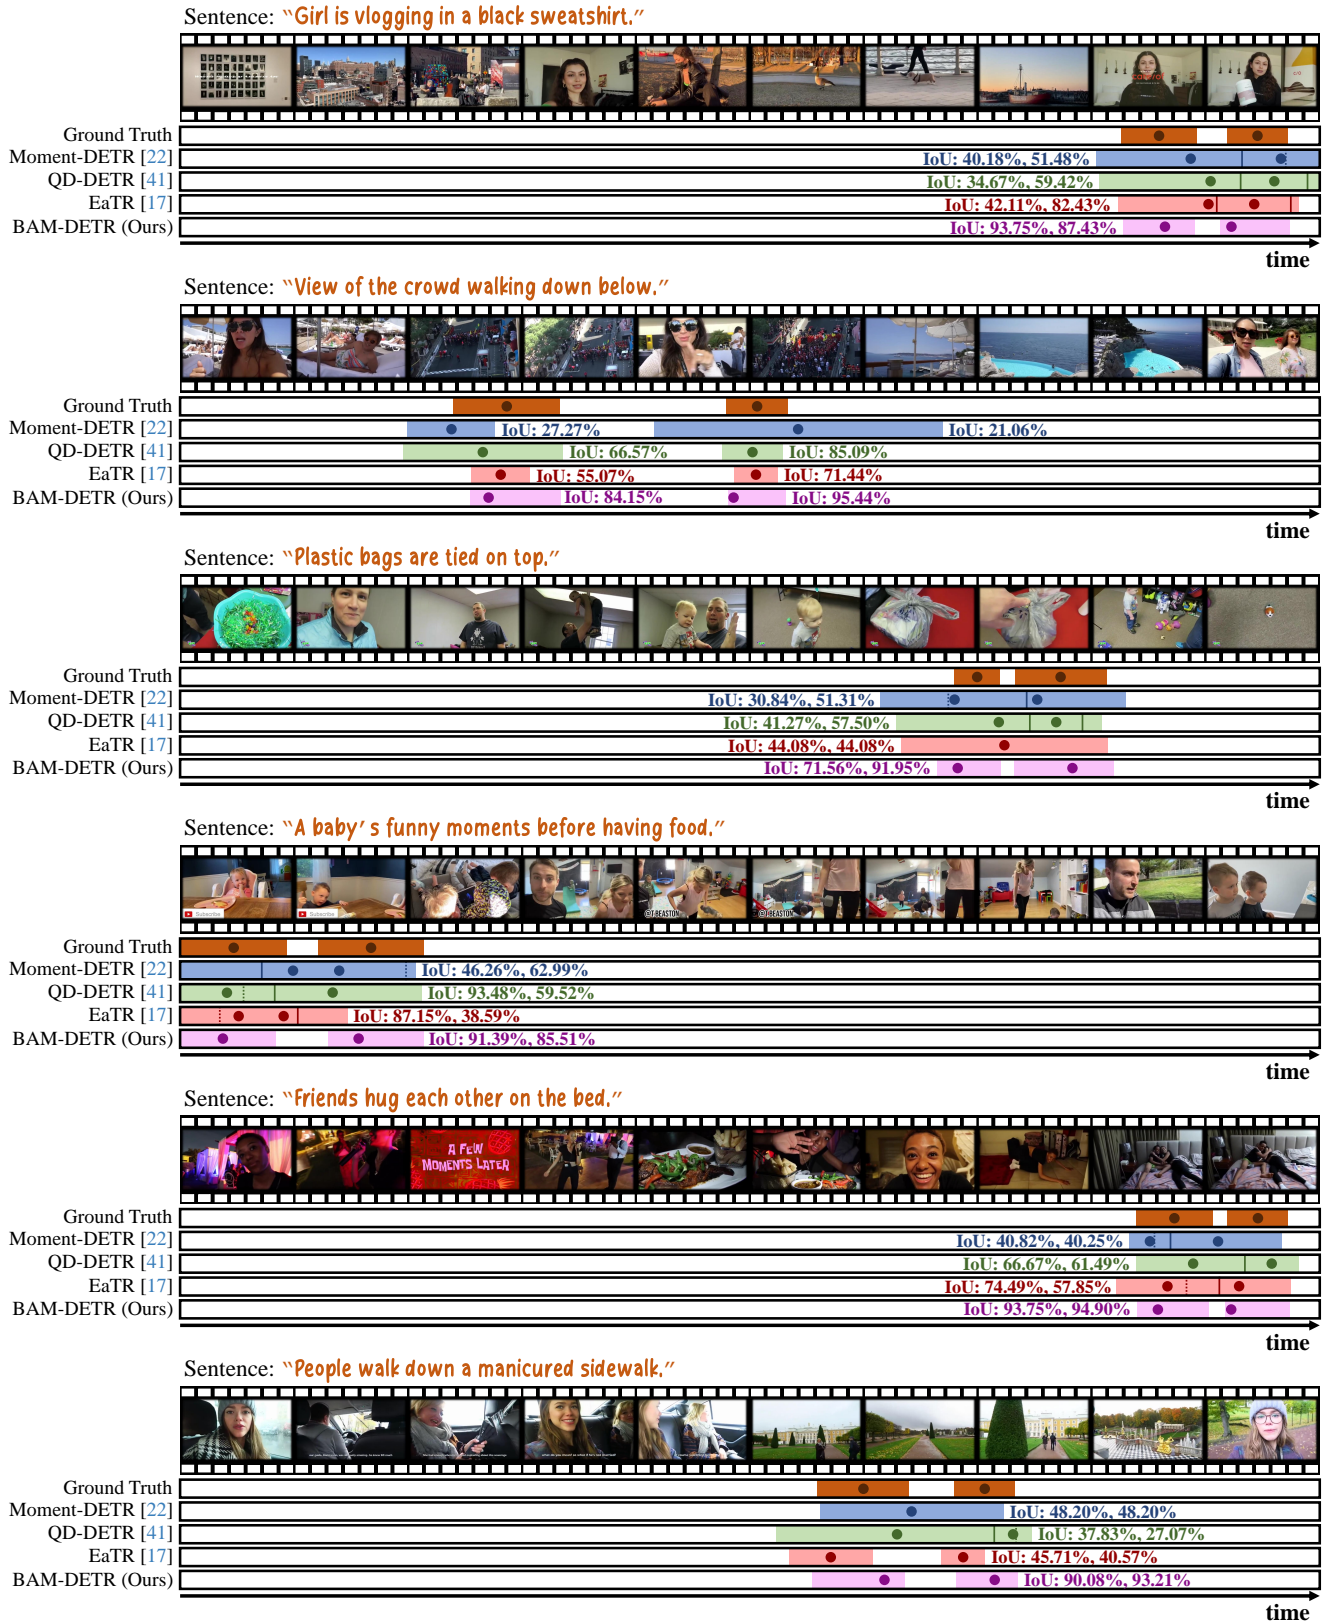 Sentence: “Girl is vlogging in a black sweatshirt.”
Ground Truth
Moment-DETR [22] IoU: 40.18%, 51.48%
QD-DETR [41] IoU: 34.67%, 59.42%
EaTR [17] IoU: 42.11%, 82.43%
BAM-DETR (Ours) IoU: 93.75%, 87.43%
time
Sentence: “View of the crowd walking down below.”
Ground Truth
Moment-DETR [22] IoU: 27.27% IoU: 21.06%
QD-DETR [41] IoU: 66.57% IoU: 85.09%
EaTR [17] IoU: 55.07% IoU: 71.44%
BAM-DETR (Ours) IoU: 84.15% IoU: 95.44%
time
Sentence: “Plastic bags are tied on top.”
Ground Truth
Moment-DETR [22] IoU: 30.84%, 51.31%
QD-DETR [41] IoU: 41.27%, 57.50%
EaTR [17] IoU: 44.08%, 44.08%
BAM-DETR (Ours) IoU: 71.56%, 91.95%
time
Sentence: “A baby’s funny moments before having food.”
Subscribe Subscribe @T.BEASTON @T.BEASTON
Ground Truth
Moment-DETR [22] IoU: 46.26%, 62.99%
QD-DETR [41] IoU: 93.48%, 59.52%
EaTR [17] IoU: 87.15%, 38.59%
BAM-DETR (Ours) IoU: 91.39%, 85.51%
time
Sentence: “Friends hug each other on the bed.”
A FEW
MOMENTS LATER
Ground Truth
Moment-DETR [22] IoU: 40.82%, 40.25%
QD-DETR [41] IoU: 66.67%, 61.49%
EaTR [17] IoU: 74.49%, 57.85%
BAM-DETR (Ours) IoU: 93.75%, 94.90%
time
Sentence: “People walk down a manicured sidewalk.”
Ground Truth
Moment-DETR [22] IoU: 48.20%, 48.20%
QD-DETR [41] IoU: 37.83%, 27.07%
EaTR [17] IoU: 45.71%, 40.57%
BAM-DETR (Ours) IoU: 90.08%, 93.21%
time